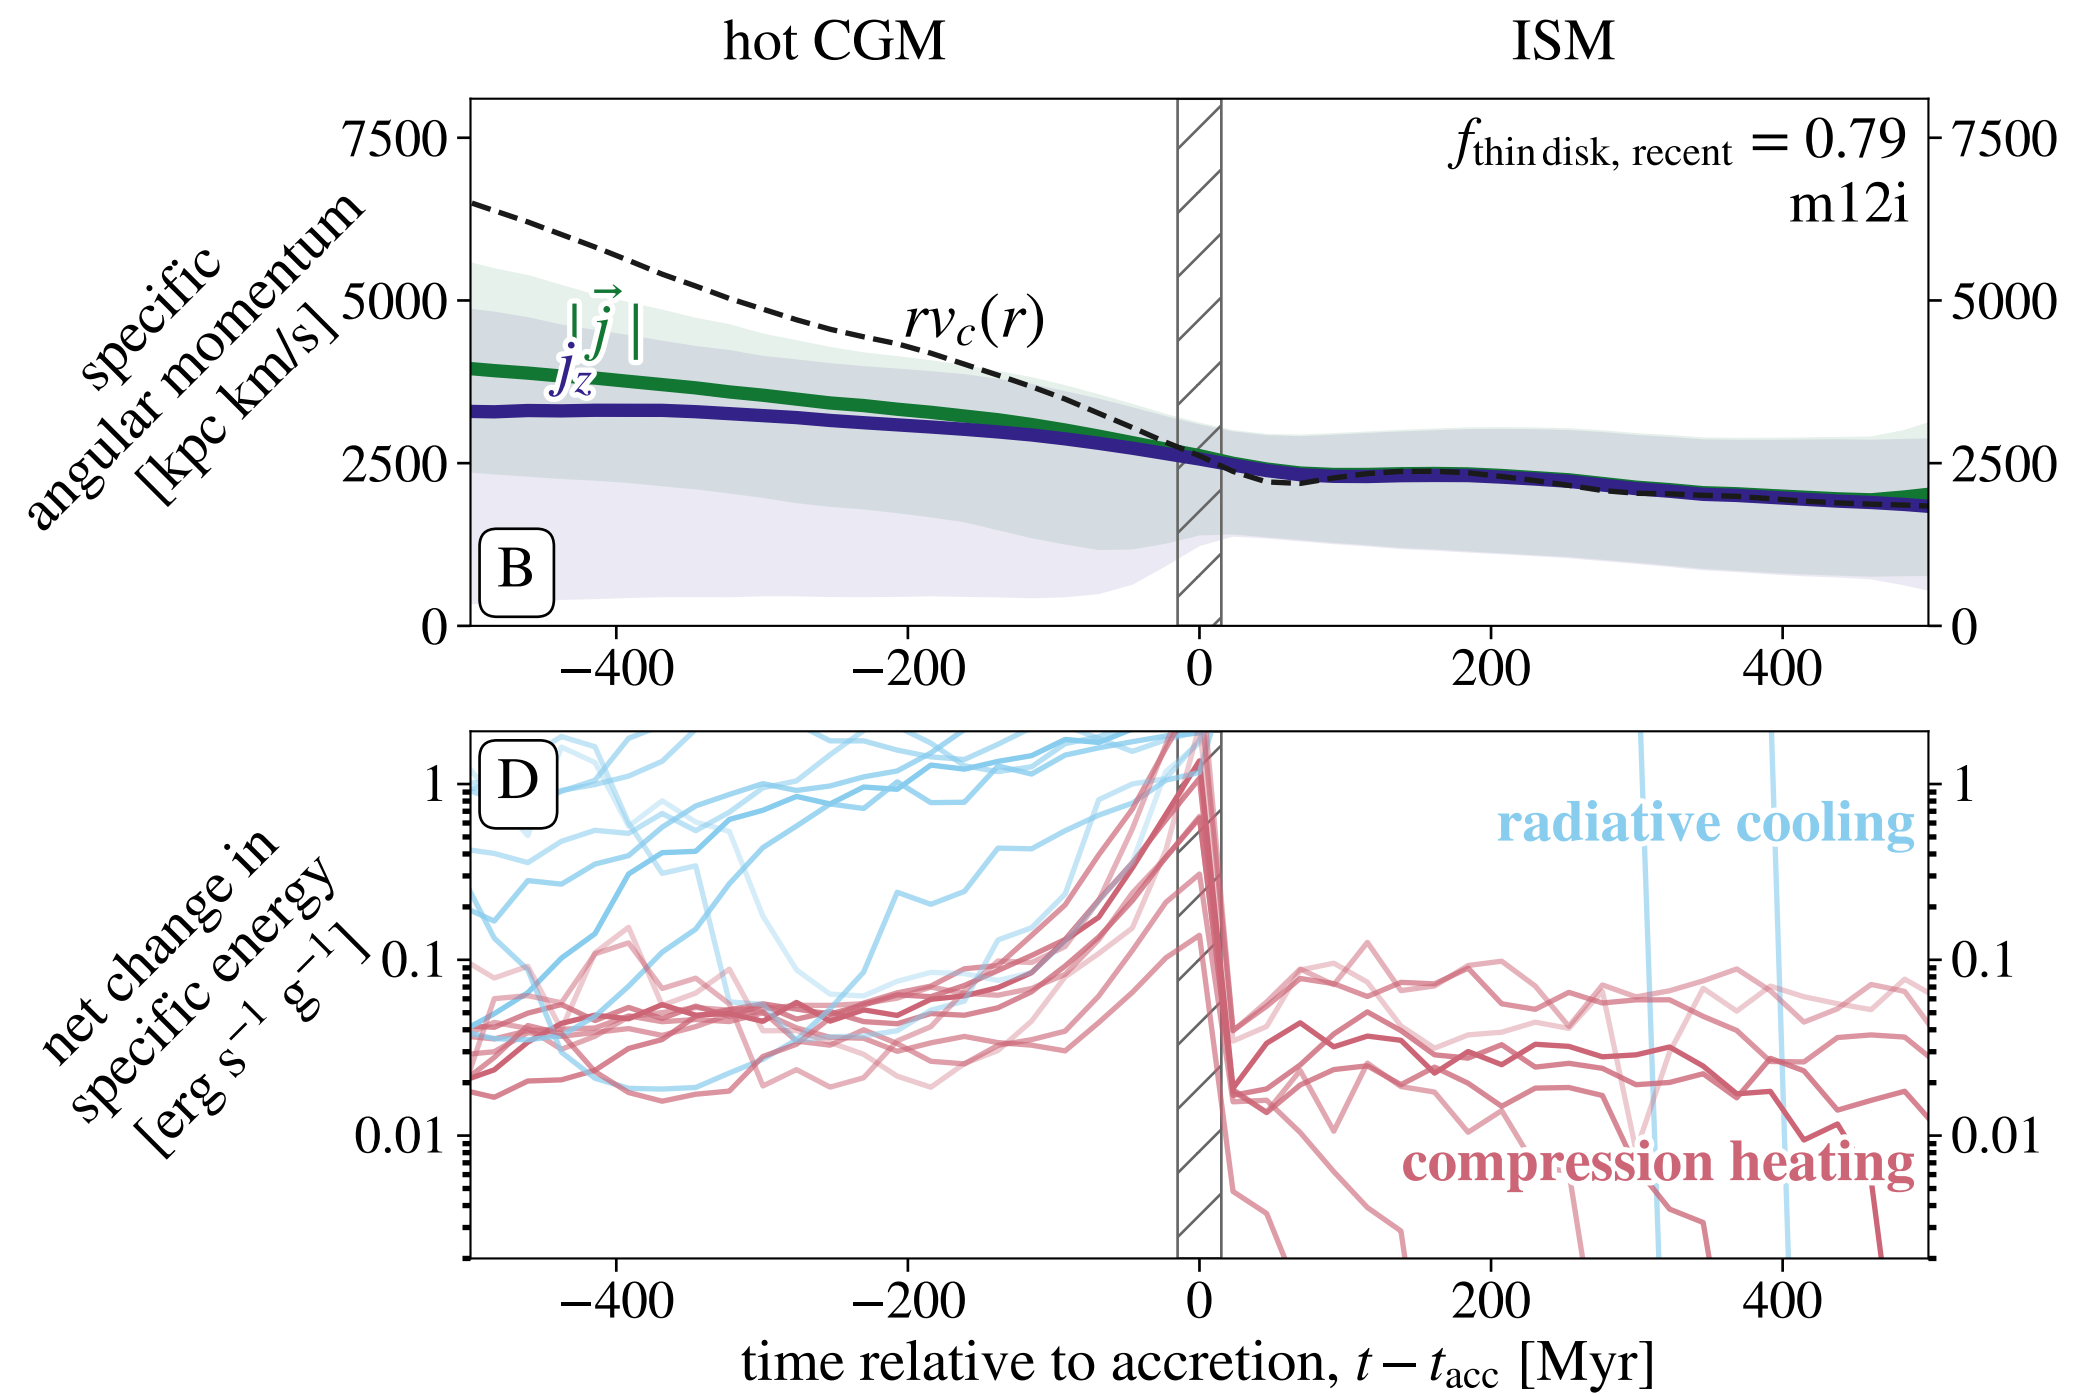 hot CGM
ISM
specific
angular momentum
[kpc km/s]
7500
5000
2500
0
f_thin disk, recent = 0.79
m12i
7500
5000
2500
0
|j⃗|
j_z
rv_c(r)
B
−400
−200
0
200
400
net change in
specific energy
[erg s⁻¹ g⁻¹]
1
0.1
0.01
D
radiative cooling
compression heating
1
0.1
0.01
−400
−200
0
200
400
time relative to accretion, t − t_acc [Myr]